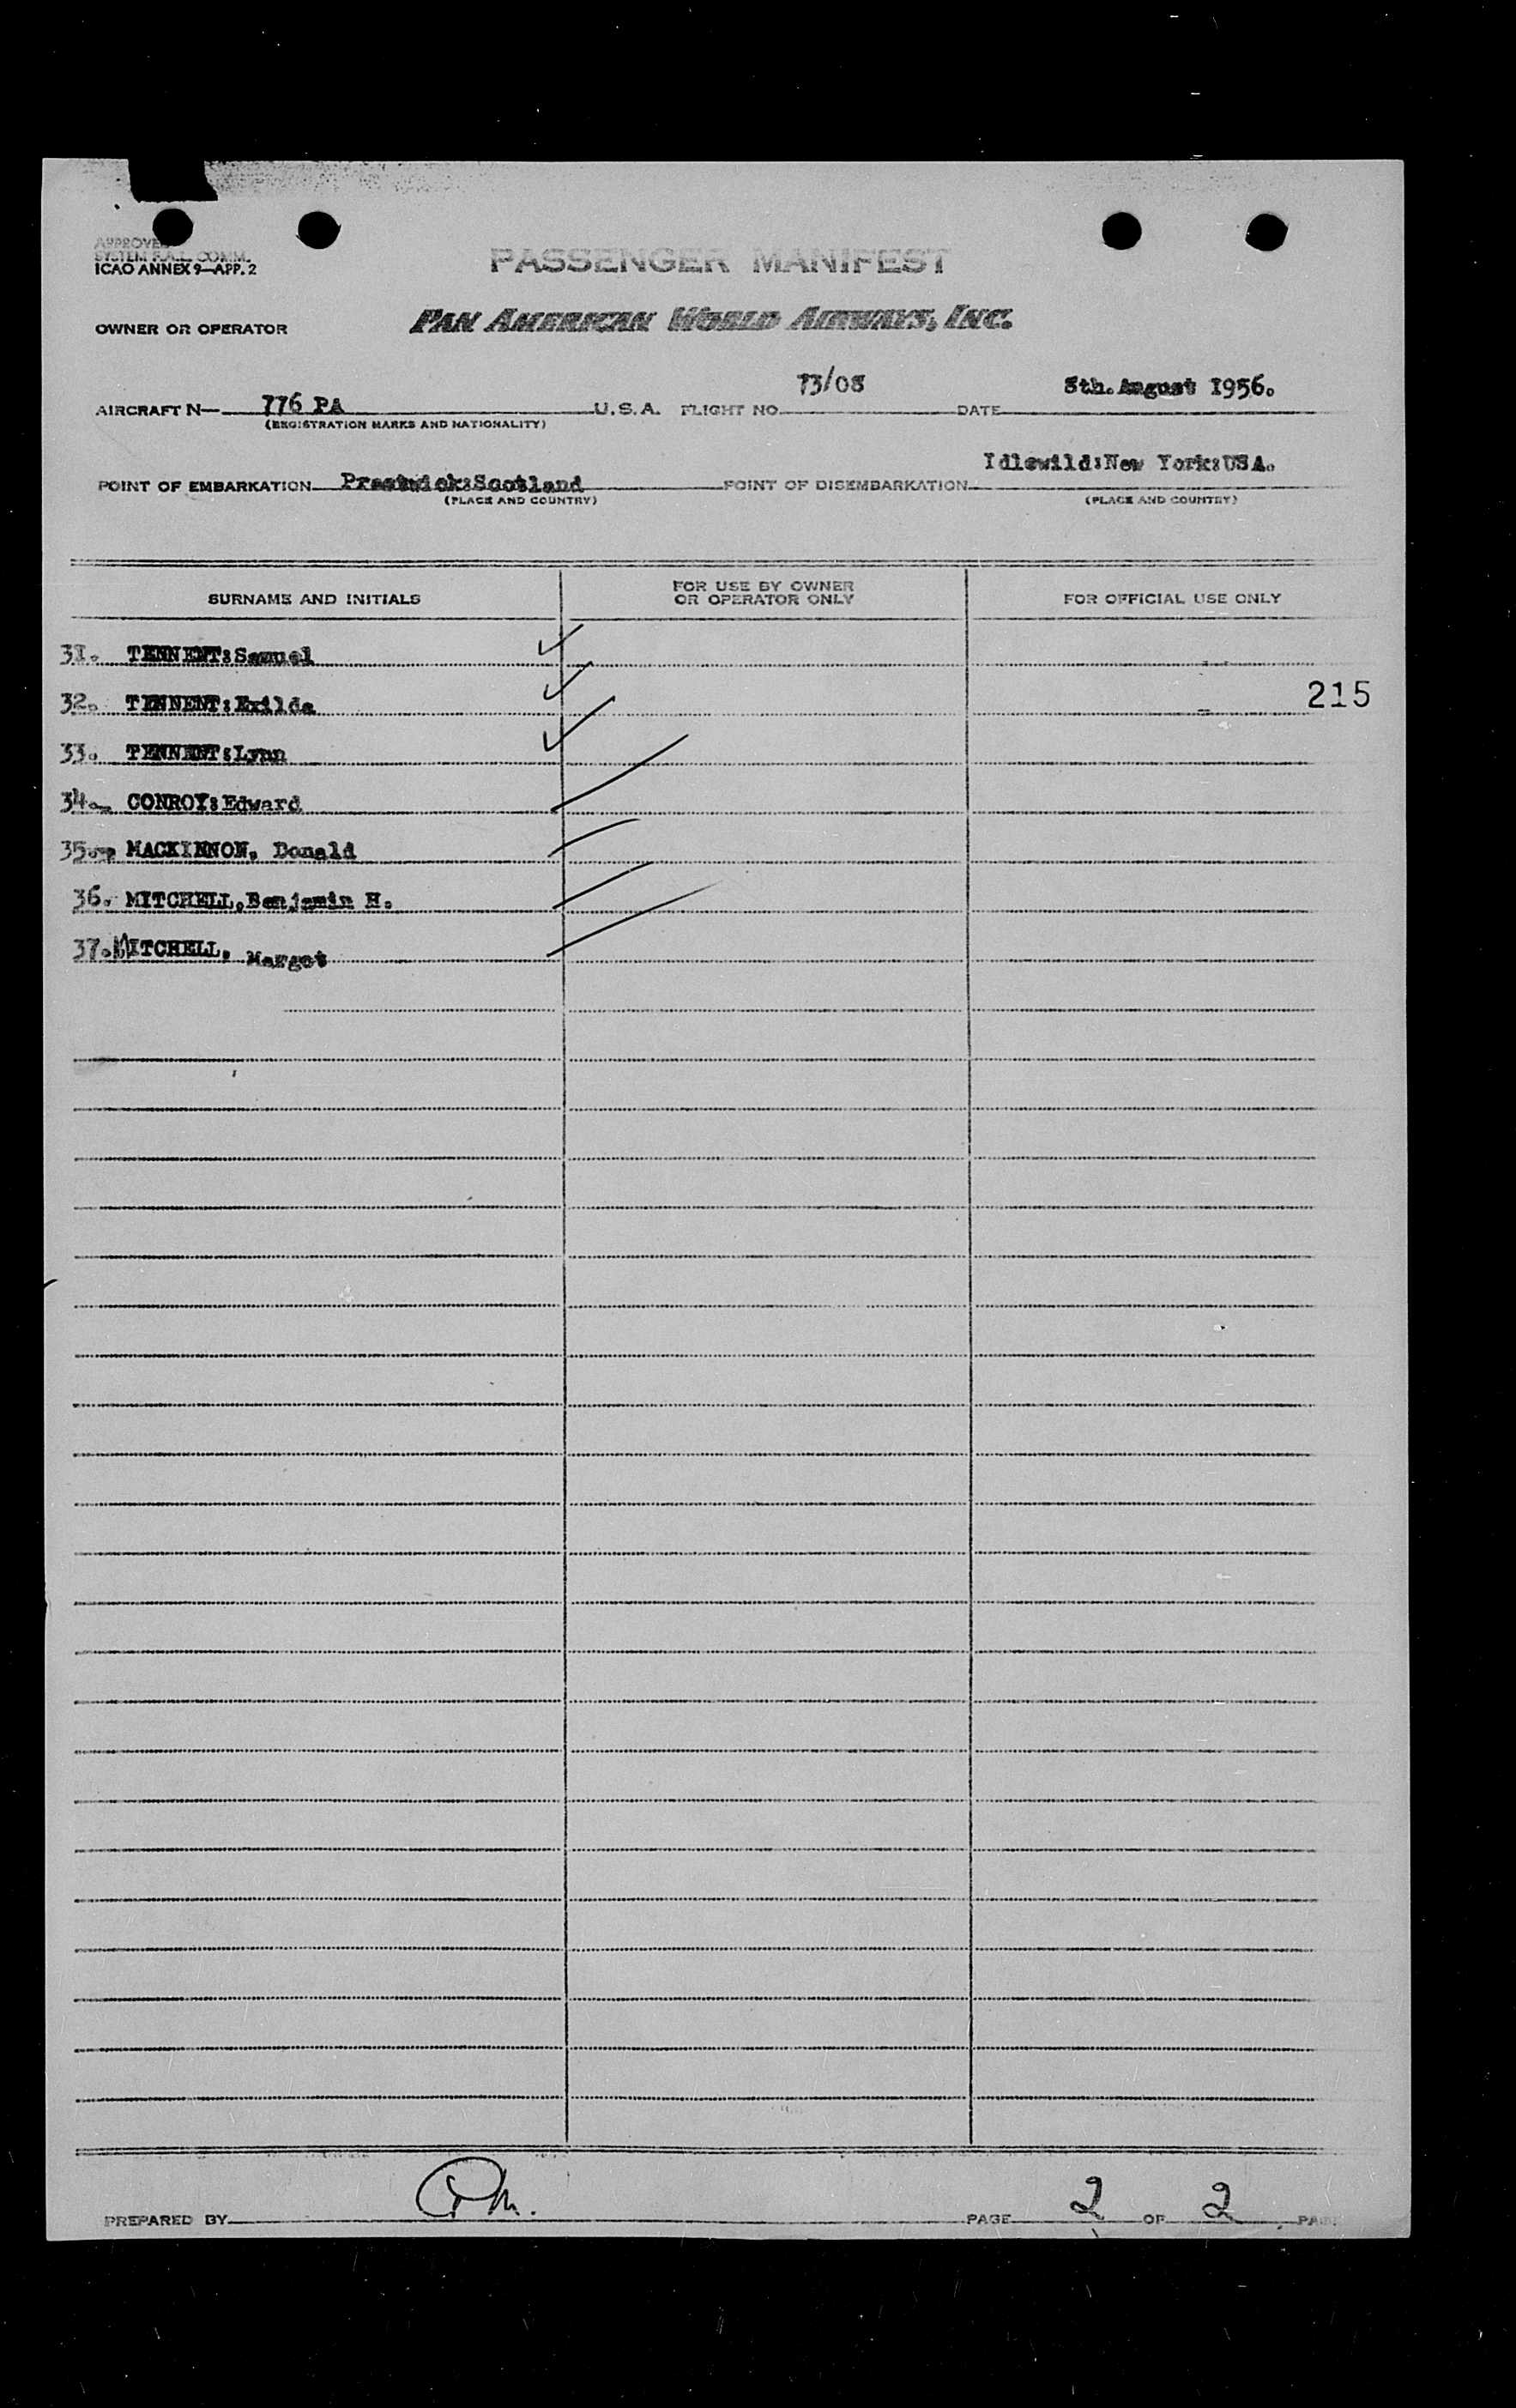 APPROVED
SYSTEM F.A.L. COMM.
ICAO ANNEX 9—APP. 2
PASSENGER MANIFEST
OWNER OR OPERATOR PAN AMERICAN WORLD AIRWAYS, INC.
AIRCRAFT N— 776 PA U.S.A. FLIGHT NO 73/08 DATE 8th.August 1956.
(REGISTRATION MARKS AND NATIONALITY)
POINT OF EMBARKATION Prestwick:Scotland POINT OF DISEMBARKATION Idlewild:New York:USA.
(PLACE AND COUNTRY) (PLACE AND COUNTRY)
SURNAME AND INITIALS FOR USE BY OWNER OR OPERATOR ONLY FOR OFFICIAL USE ONLY
31. TENNENT:Samuel
32. TENNENT:Exilda 215
33. TENNENT:Lynn
34. CONROY:Edward
35. MACKINNON, Donald
36. MITCHELL,Benjamin H.
37. MITCHELL, Margot
PREPARED BY PAGE 2 OF 2